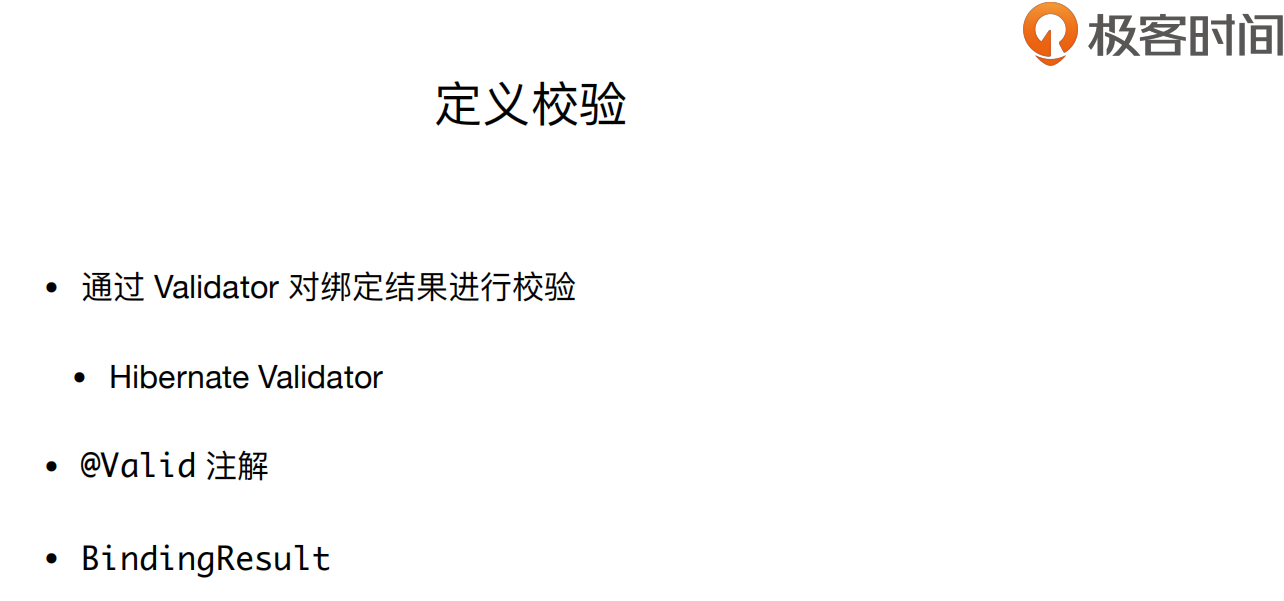 极客时间
定义校验
• 通过 Validator 对绑定结果进行校验
• Hibernate Validator
• @Valid 注解
• BindingResult